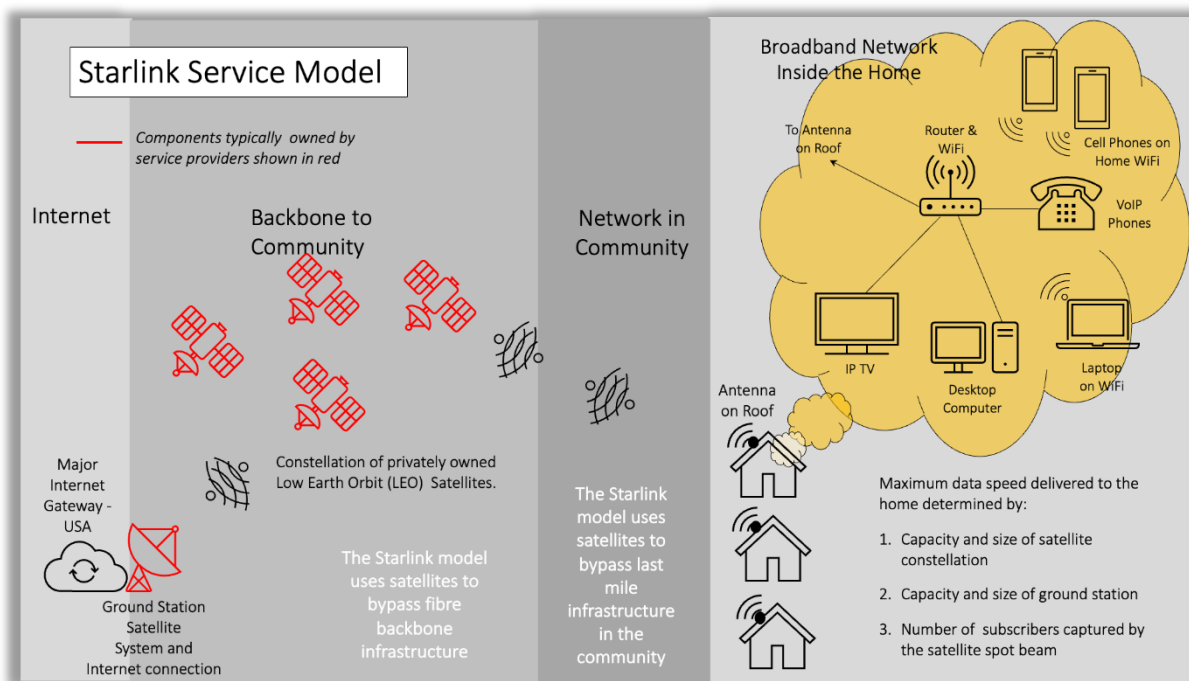 Starlink Service Model
Components typically owned by
service providers shown in red
Internet
Backbone to
Community
Network in
Community
Broadband Network
Inside the Home
To Antenna
on Roof
Router &
WiFi
Cell Phones on
Home WiFi
VoIP
Phones
IP TV
Desktop
Computer
Laptop
on WiFi
Antenna
on Roof
Major
Internet
Gateway -
USA
Ground Station
Satellite
System and
Internet connection
Constellation of privately owned
Low Earth Orbit (LEO) Satellites.
The Starlink model
uses satellites to
bypass fibre
backbone
infrastructure
The Starlink
model uses
satellites to
bypass last
mile
infrastructure
in the
community
Maximum data speed delivered to the
home determined by:
1. Capacity and size of satellite
constellation
2. Capacity and size of ground station
3. Number of subscribers captured by
the satellite spot beam